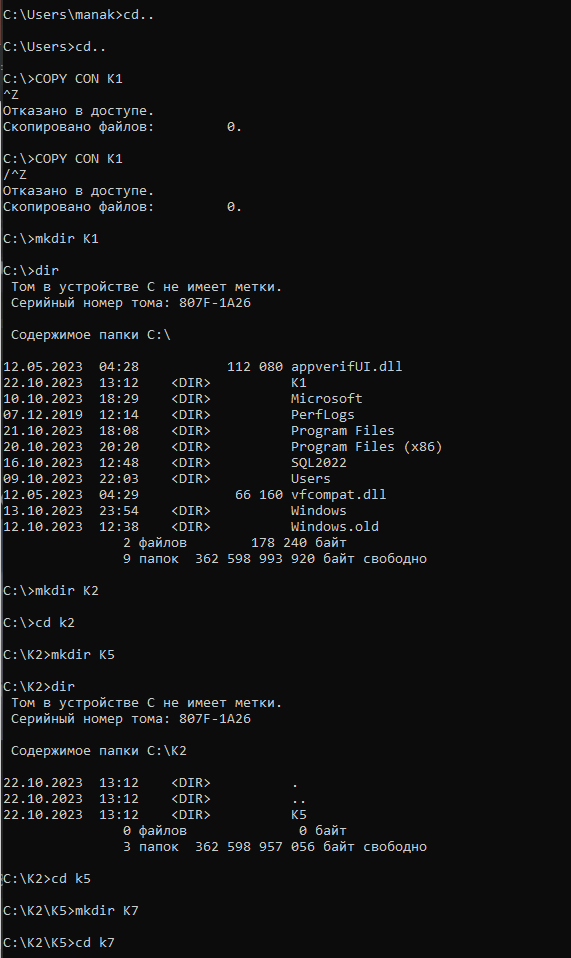 C:\Users\manak>cd..
C:\Users>cd..
C:\>COPY CON K1
^Z
Отказано в доступе.
Скопировано файлов:         0.
C:\>COPY CON K1
/^Z
Отказано в доступе.
Скопировано файлов:         0.
C:\>mkdir K1
C:\>dir
 Том в устройстве C не имеет метки.
 Серийный номер тома: 807F-1A26
 Содержимое папки C:\
12.05.2023  04:28           112 080 appverifUI.dll
22.10.2023  13:12    <DIR>          K1
10.10.2023  18:29    <DIR>          Microsoft
07.12.2019  12:14    <DIR>          PerfLogs
21.10.2023  18:08    <DIR>          Program Files
20.10.2023  20:20    <DIR>          Program Files (x86)
16.10.2023  12:48    <DIR>          SQL2022
09.10.2023  22:03    <DIR>          Users
12.05.2023  04:29            66 160 vfcompat.dll
13.10.2023  23:54    <DIR>          Windows
12.10.2023  12:38    <DIR>          Windows.old
               2 файлов        178 240 байт
               9 папок  362 598 993 920 байт свободно
C:\>mkdir K2
C:\>cd k2
C:\K2>mkdir K5
C:\K2>dir
 Том в устройстве C не имеет метки.
 Серийный номер тома: 807F-1A26
 Содержимое папки C:\K2
22.10.2023  13:12    <DIR>          .
22.10.2023  13:12    <DIR>          ..
22.10.2023  13:12    <DIR>          K5
               0 файлов              0 байт
               3 папок  362 598 957 056 байт свободно
C:\K2>cd k5
C:\K2\K5>mkdir K7
C:\K2\K5>cd k7